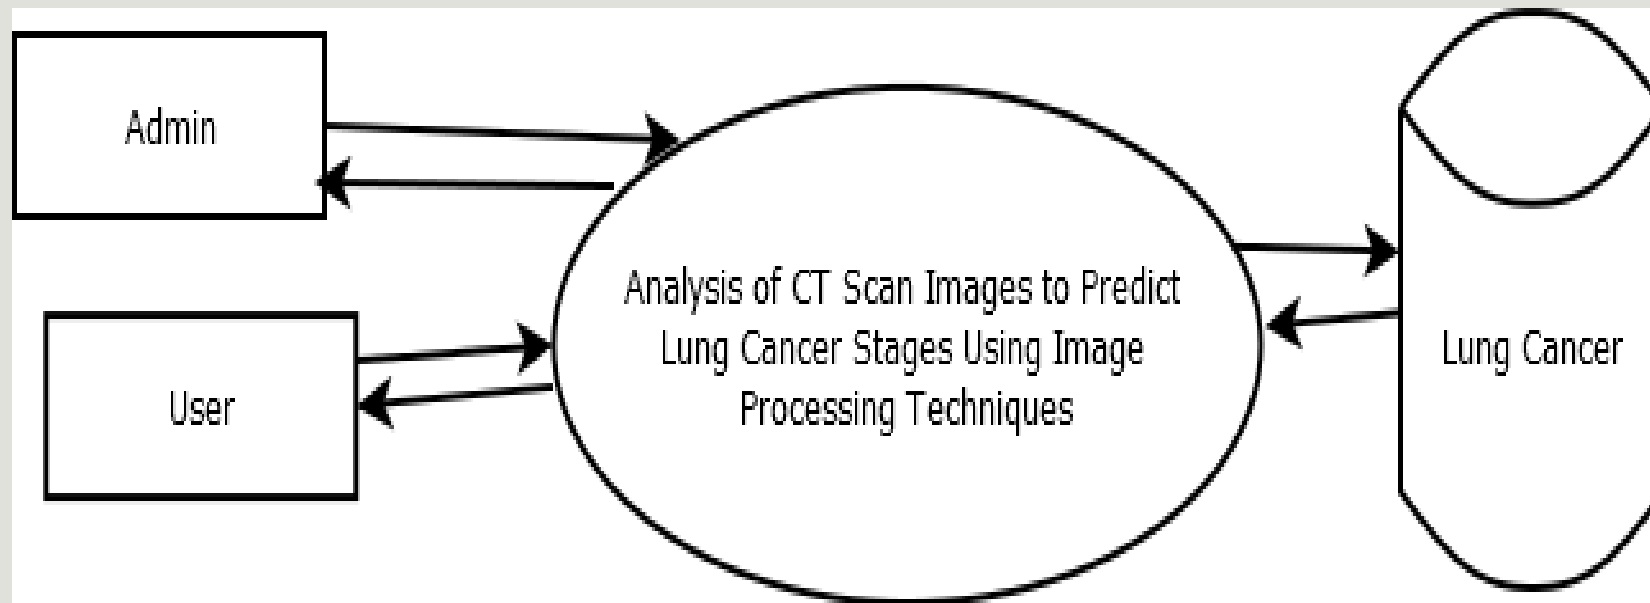 Admin
User
Analysis of CT Scan Images to Predict
Lung Cancer Stages Using Image
Processing Techniques
Lung Cancer